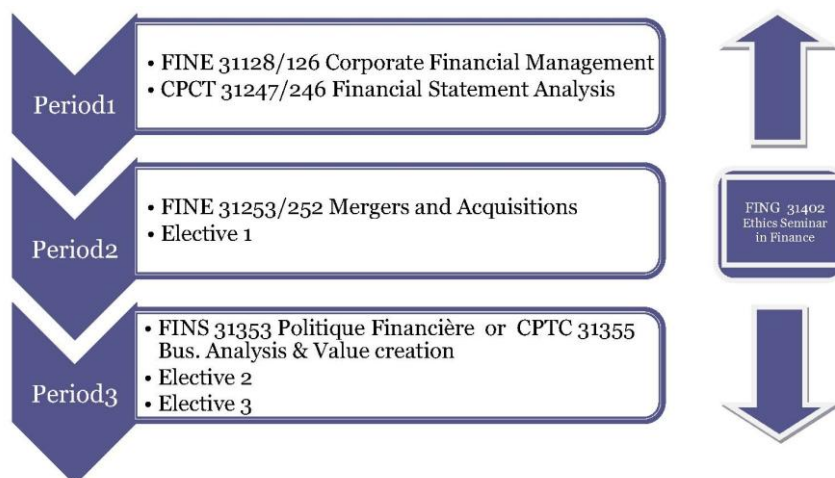 Period1
• FINE 31128/126 Corporate Financial Management
• CPCT 31247/246 Financial Statement Analysis
Period2
• FINE 31253/252 Mergers and Acquisitions
• Elective 1
Period3
• FINS 31353 Politique Financière or CPTC 31355
Bus. Analysis & Value creation
• Elective 2
• Elective 3
FING 31402
Ethics Seminar
in Finance